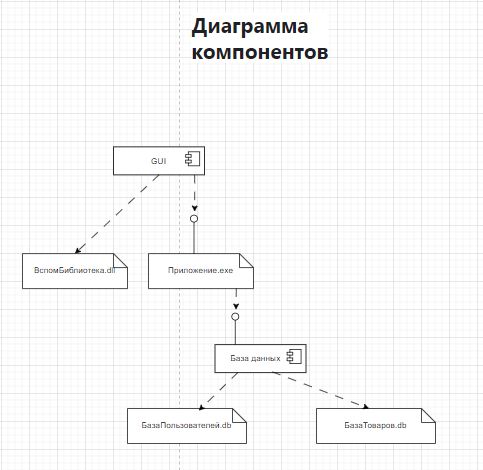 Диаграмма
компонентов
GUI
ВспомБиблиотека.dll
Приложение.exe
База данных
БазаПользователей.db
БазаТоваров.db